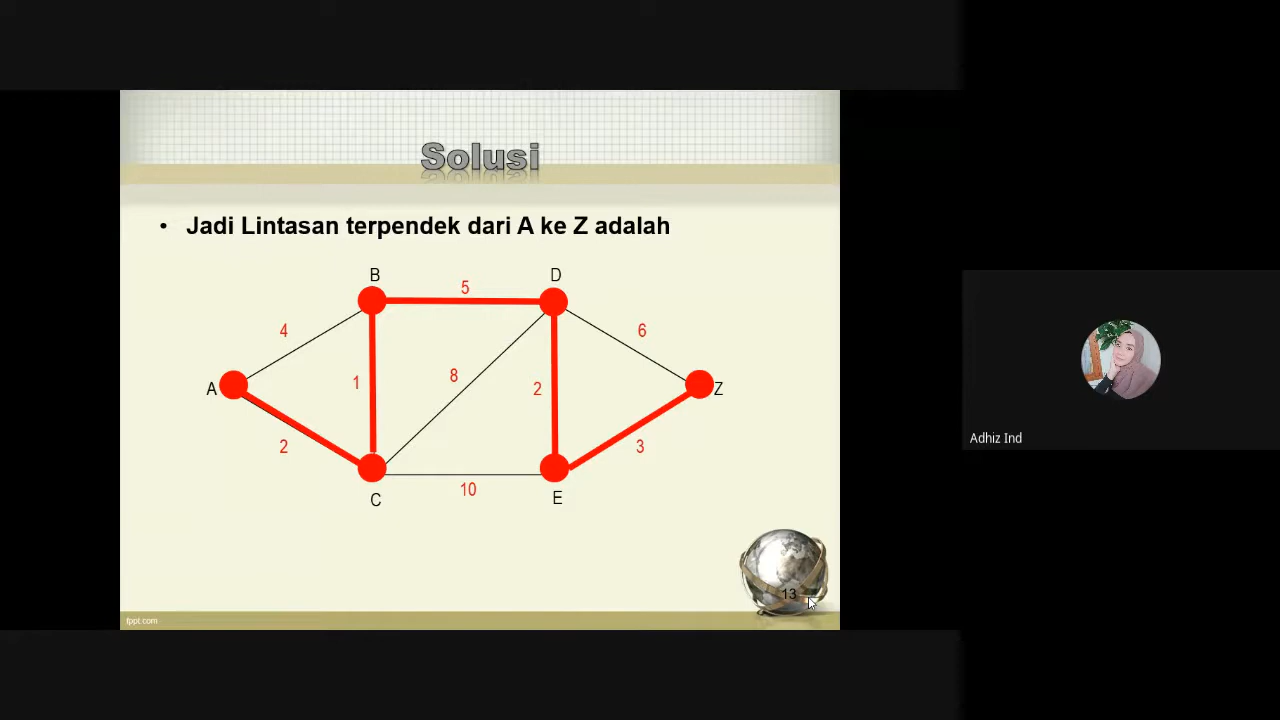 Solusi
• Jadi Lintasan terpendek dari A ke Z adalah
B
D
5
4
6
A
1
8
2
Z
2
3
10
C
E
13
fppt.com
Adhiz Ind